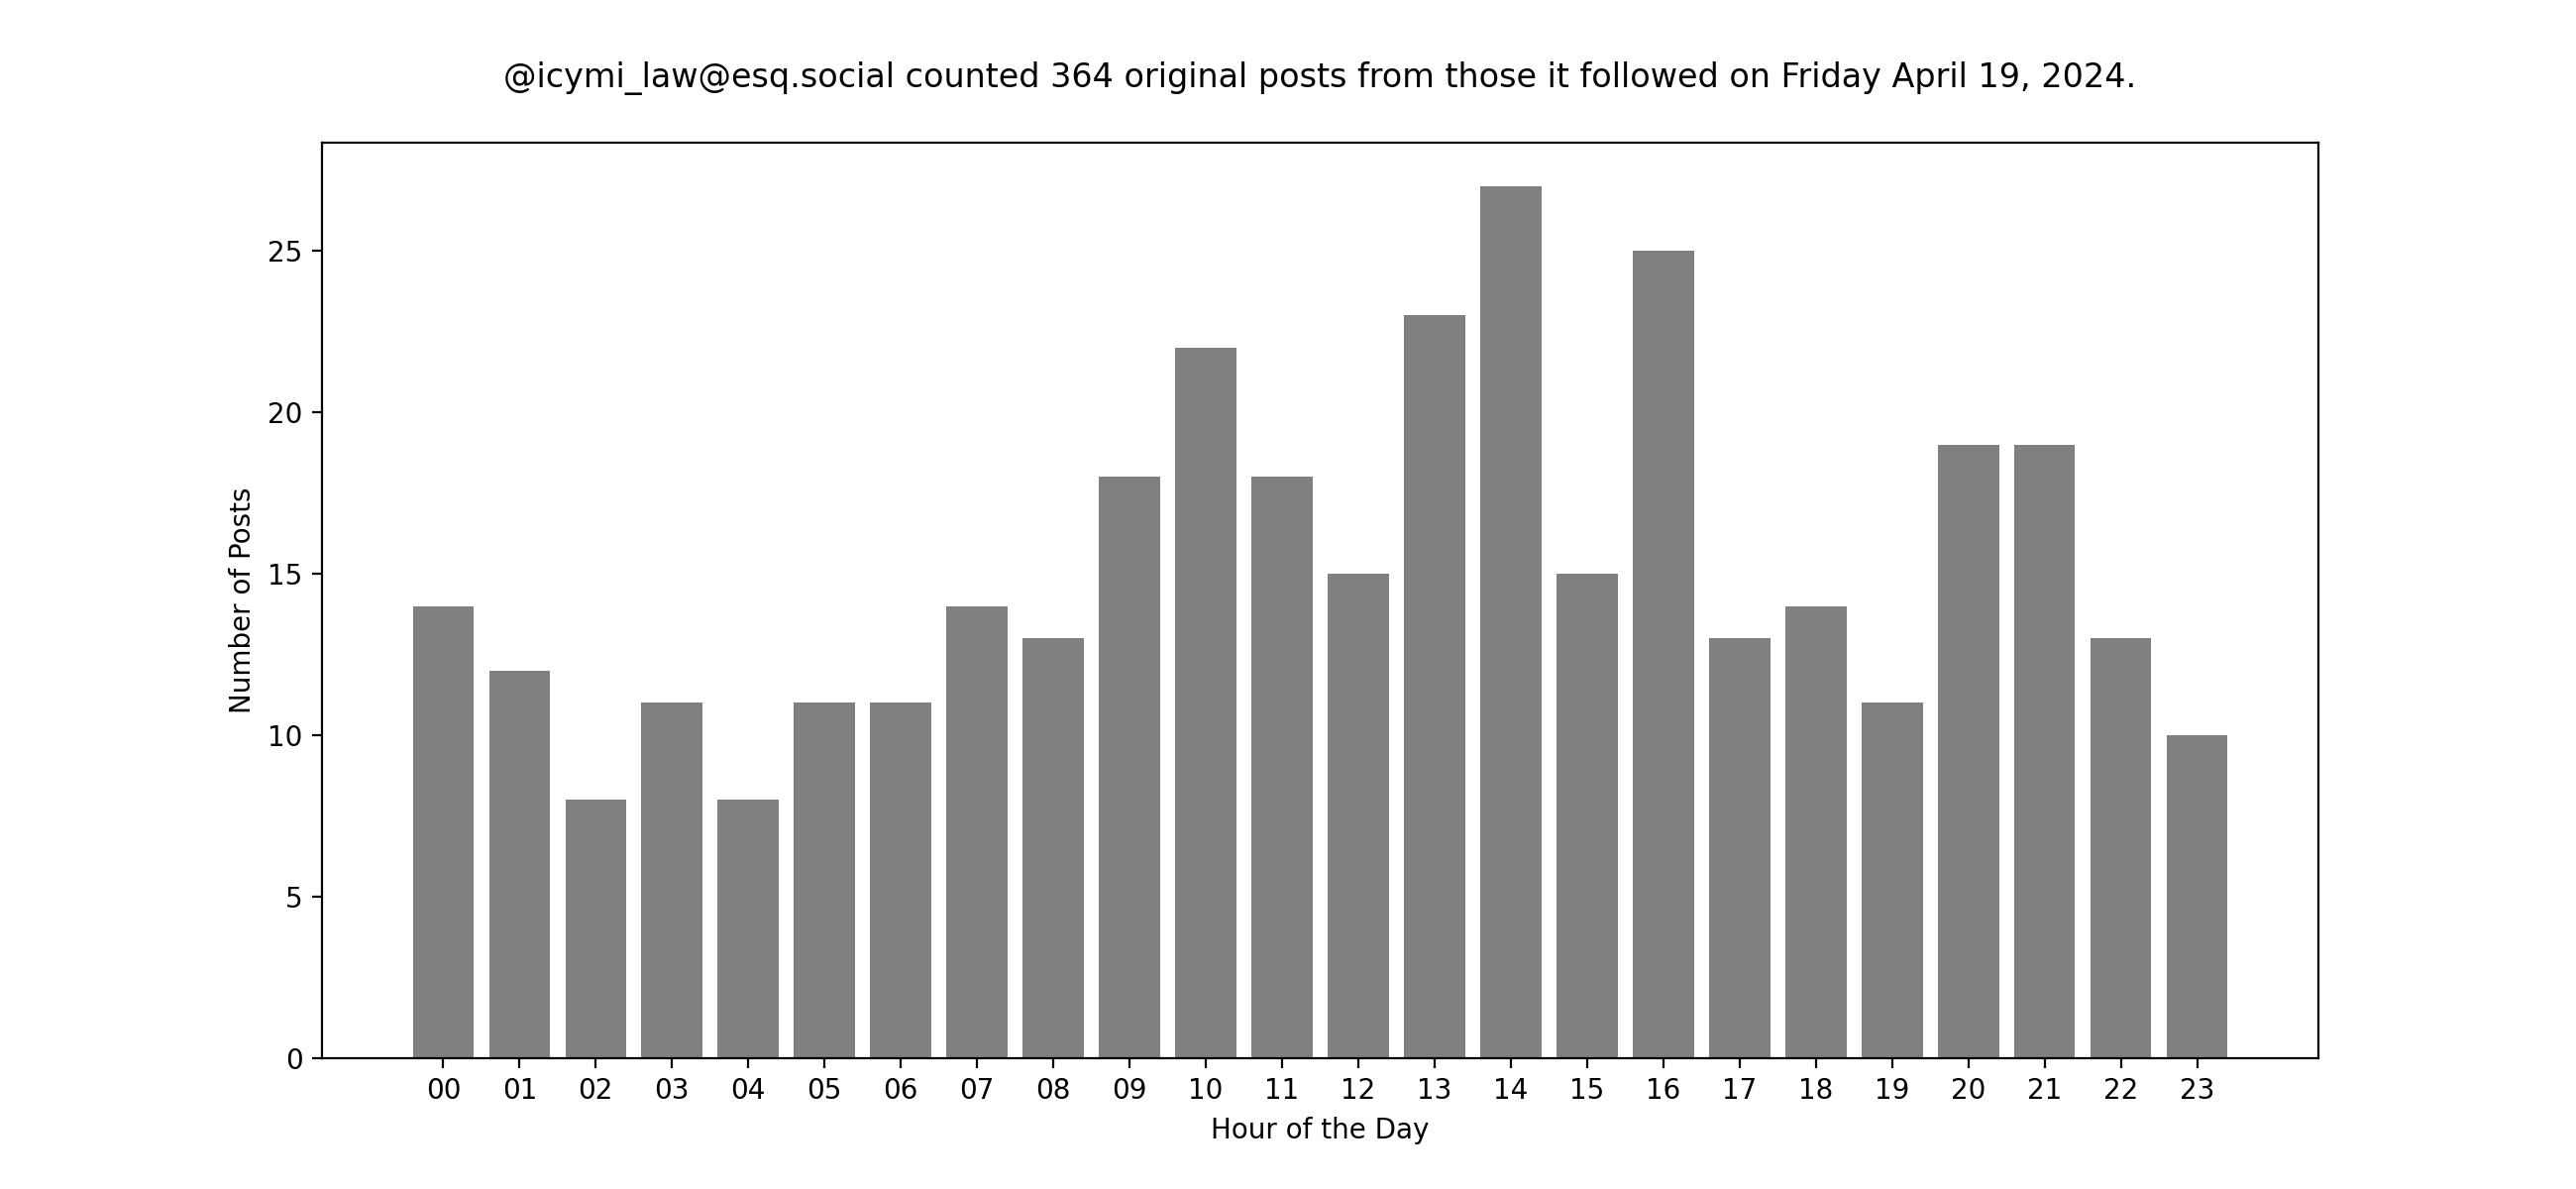 @icymi_law@esq.social counted 364 original posts from those it followed on Friday April 19, 2024.
25
20
15
10
5
0
Number of Posts
00 01 02 03 04 05 06 07 08 09 10 11 12 13 14 15 16 17 18 19 20 21 22 23
Hour of the Day